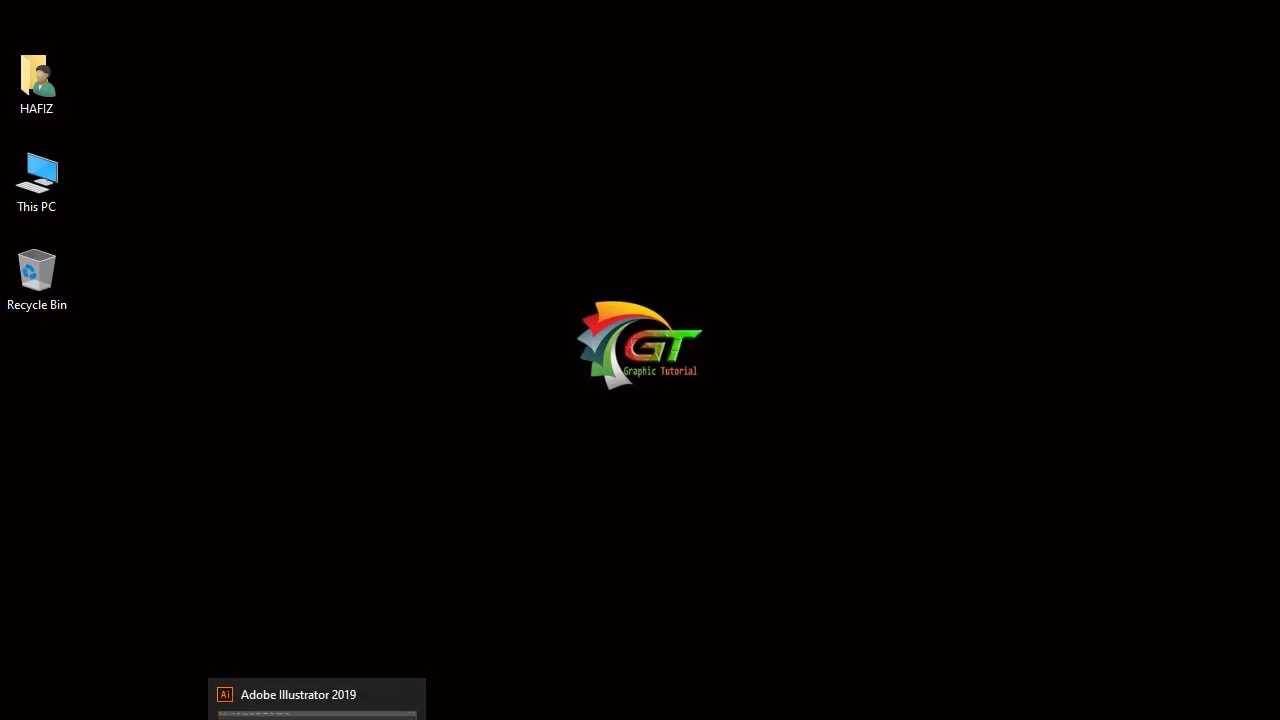 HAFIZ
This PC
Recycle Bin
GT
Graphic Tutorial
Ai Adobe Illustrator 2019